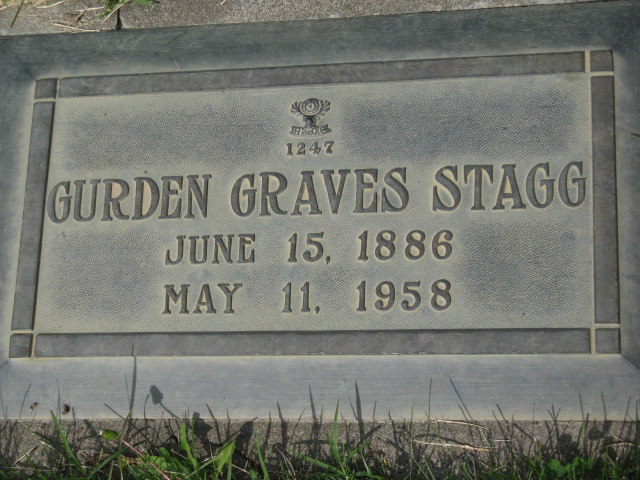 1247
GURDEN GRAVES STAGG
JUNE 15, 1886
MAY 11, 1958